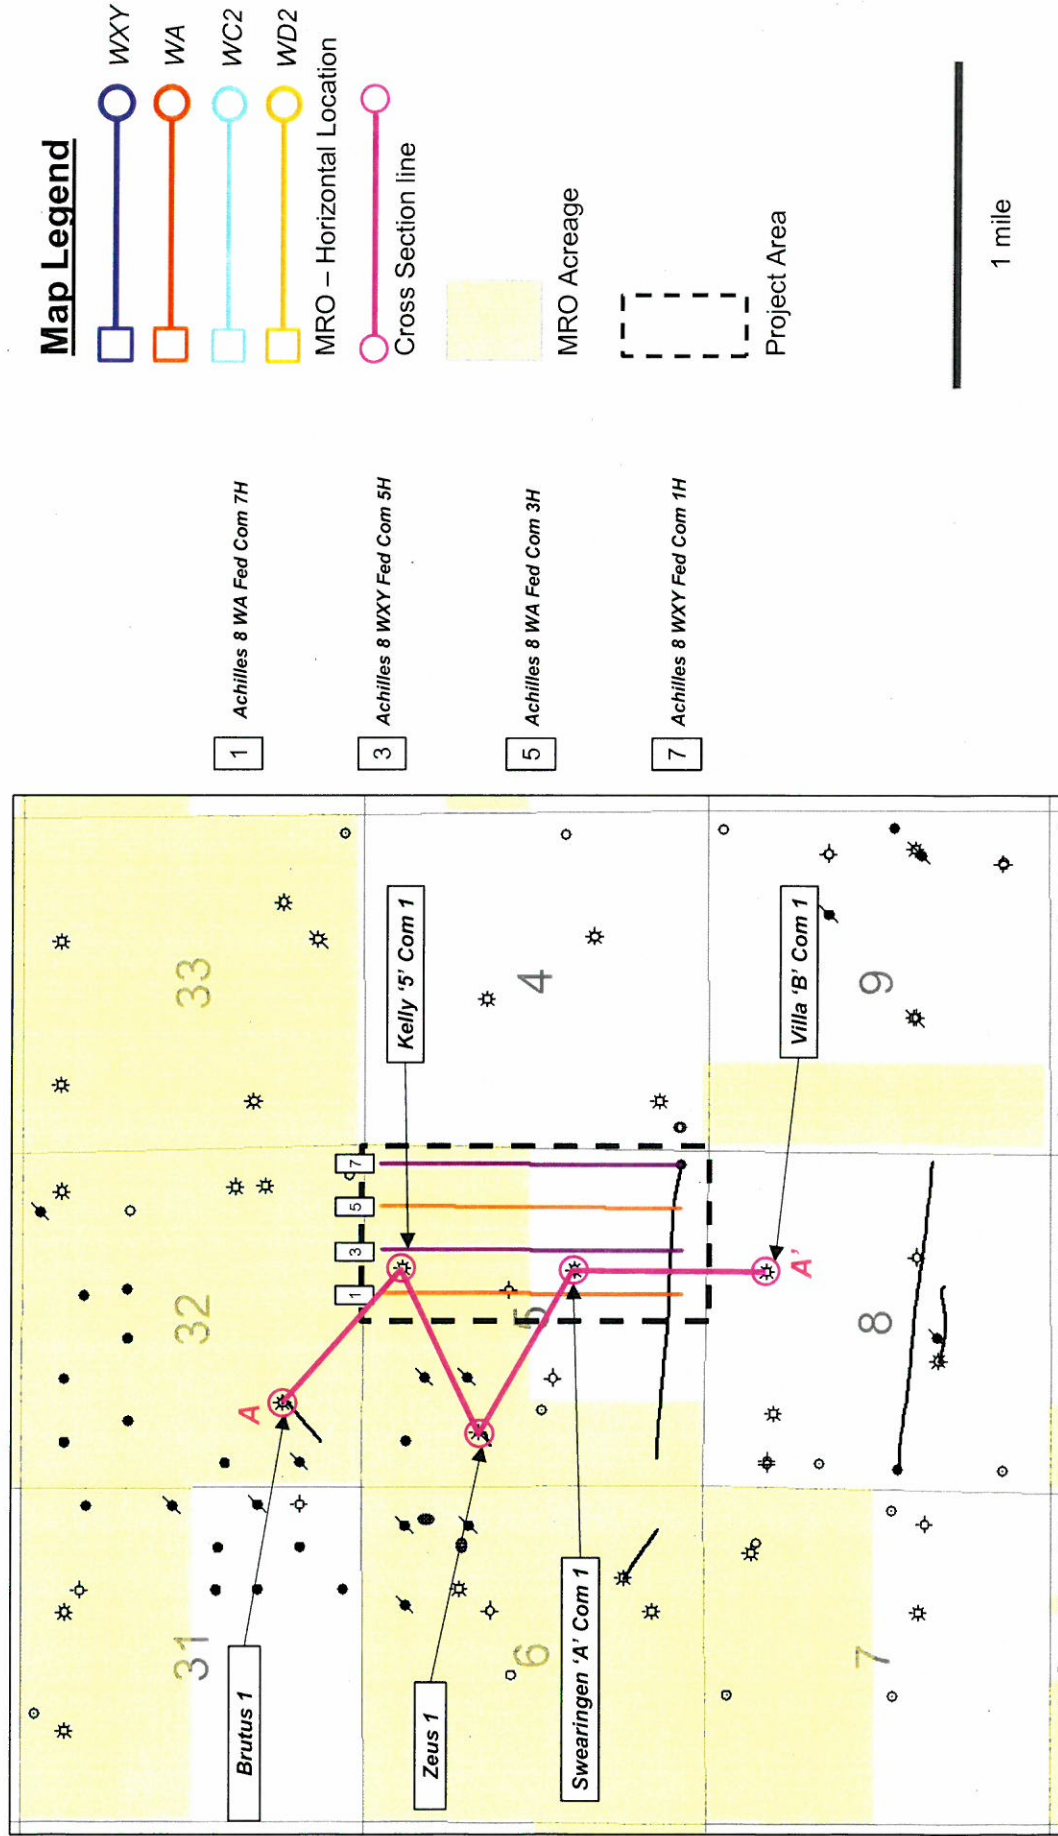 Map Legend
WXY
WA
WC2
WD2
MRO – Horizontal Location
Cross Section line
MRO Acreage
Project Area
1 mile
1 Achilles 8 WA Fed Com 7H
3 Achilles 8 WXY Fed Com 5H
5 Achilles 8 WA Fed Com 3H
7 Achilles 8 WXY Fed Com 1H
31
32
33
6
5
4
7
8
9
1
3
5
7
A
A'
Brutus 1
Kelly '5' Com 1
Zeus 1
Swearingen 'A' Com 1
Villa 'B' Com 1